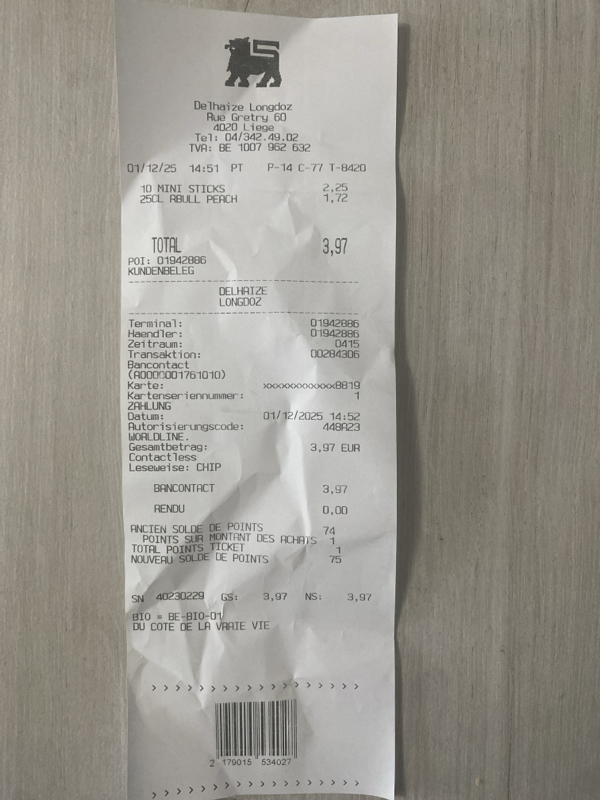 Delhaize Longdoz
Rue Gretry 60
4020 Liege
Tel: 04/342.49.02
TVA: BE 1007 962 632
01/12/25 14:51 PT P-14 C-77 T-8420
10 MINI STICKS 2,25
25CL RBULL PEACH 1,72
TOTAL 3,97
POI: 01942886
KUNDENBELEG
DELHAIZE
LONGDOZ
Terminal: 01942886
Haendler: 01942886
Zeitraum: 0415
Transaktion: 00284306
Bancontact
(A0000001761010)
Karte: xxxxxxxxxxxx8819
Kartenseriennummer: 1
ZAHLUNG
Datum: 01/12/2025 14:52
Autorisierungscode: 448A23
WORLDLINE.
Gesamtbetrag: 3,97 EUR
Contactless
Leseweise: CHIP
BANCONTACT 3,97
RENDU 0,00
ANCIEN SOLDE DE POINTS 74
POINTS SUR MONTANT DES ACHATS 1
TOTAL POINTS TICKET 1
NOUVEAU SOLDE DE POINTS 75
SN 40230229 GS: 3,97 NS: 3,97
BIO = BE-BIO-01
DU COTE DE LA VRAIE VIE
2 179015 534027